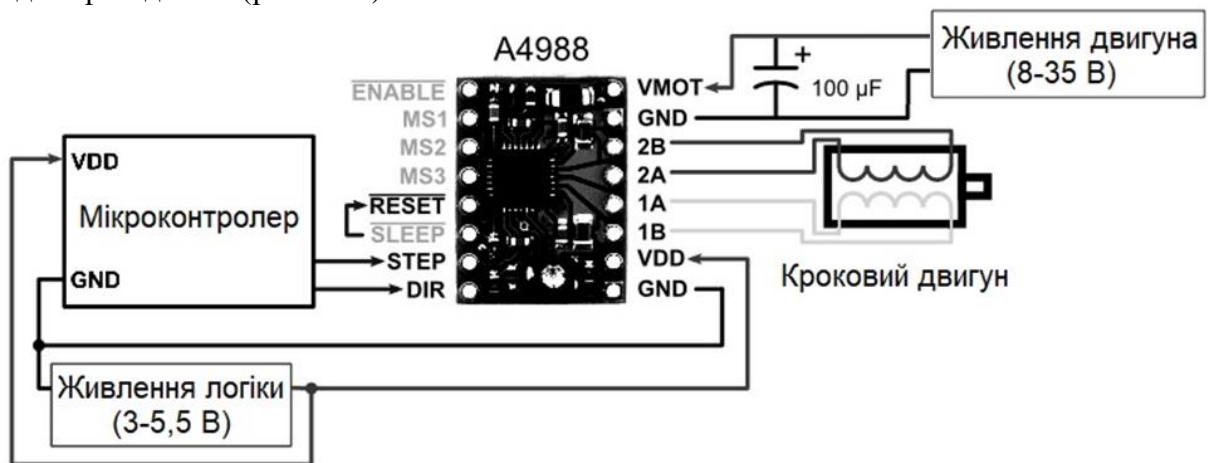 A4988
ENABLE
MS1
MS2
MS3
RESET
SLEEP
STEP
DIR
VMOT
GND
2B
2A
1A
1B
VDD
GND
+
100 µF
Живлення двигуна
(8-35 В)
Кроковий двигун
VDD
Мікроконтролер
GND
Живлення логіки
(3-5,5 В)